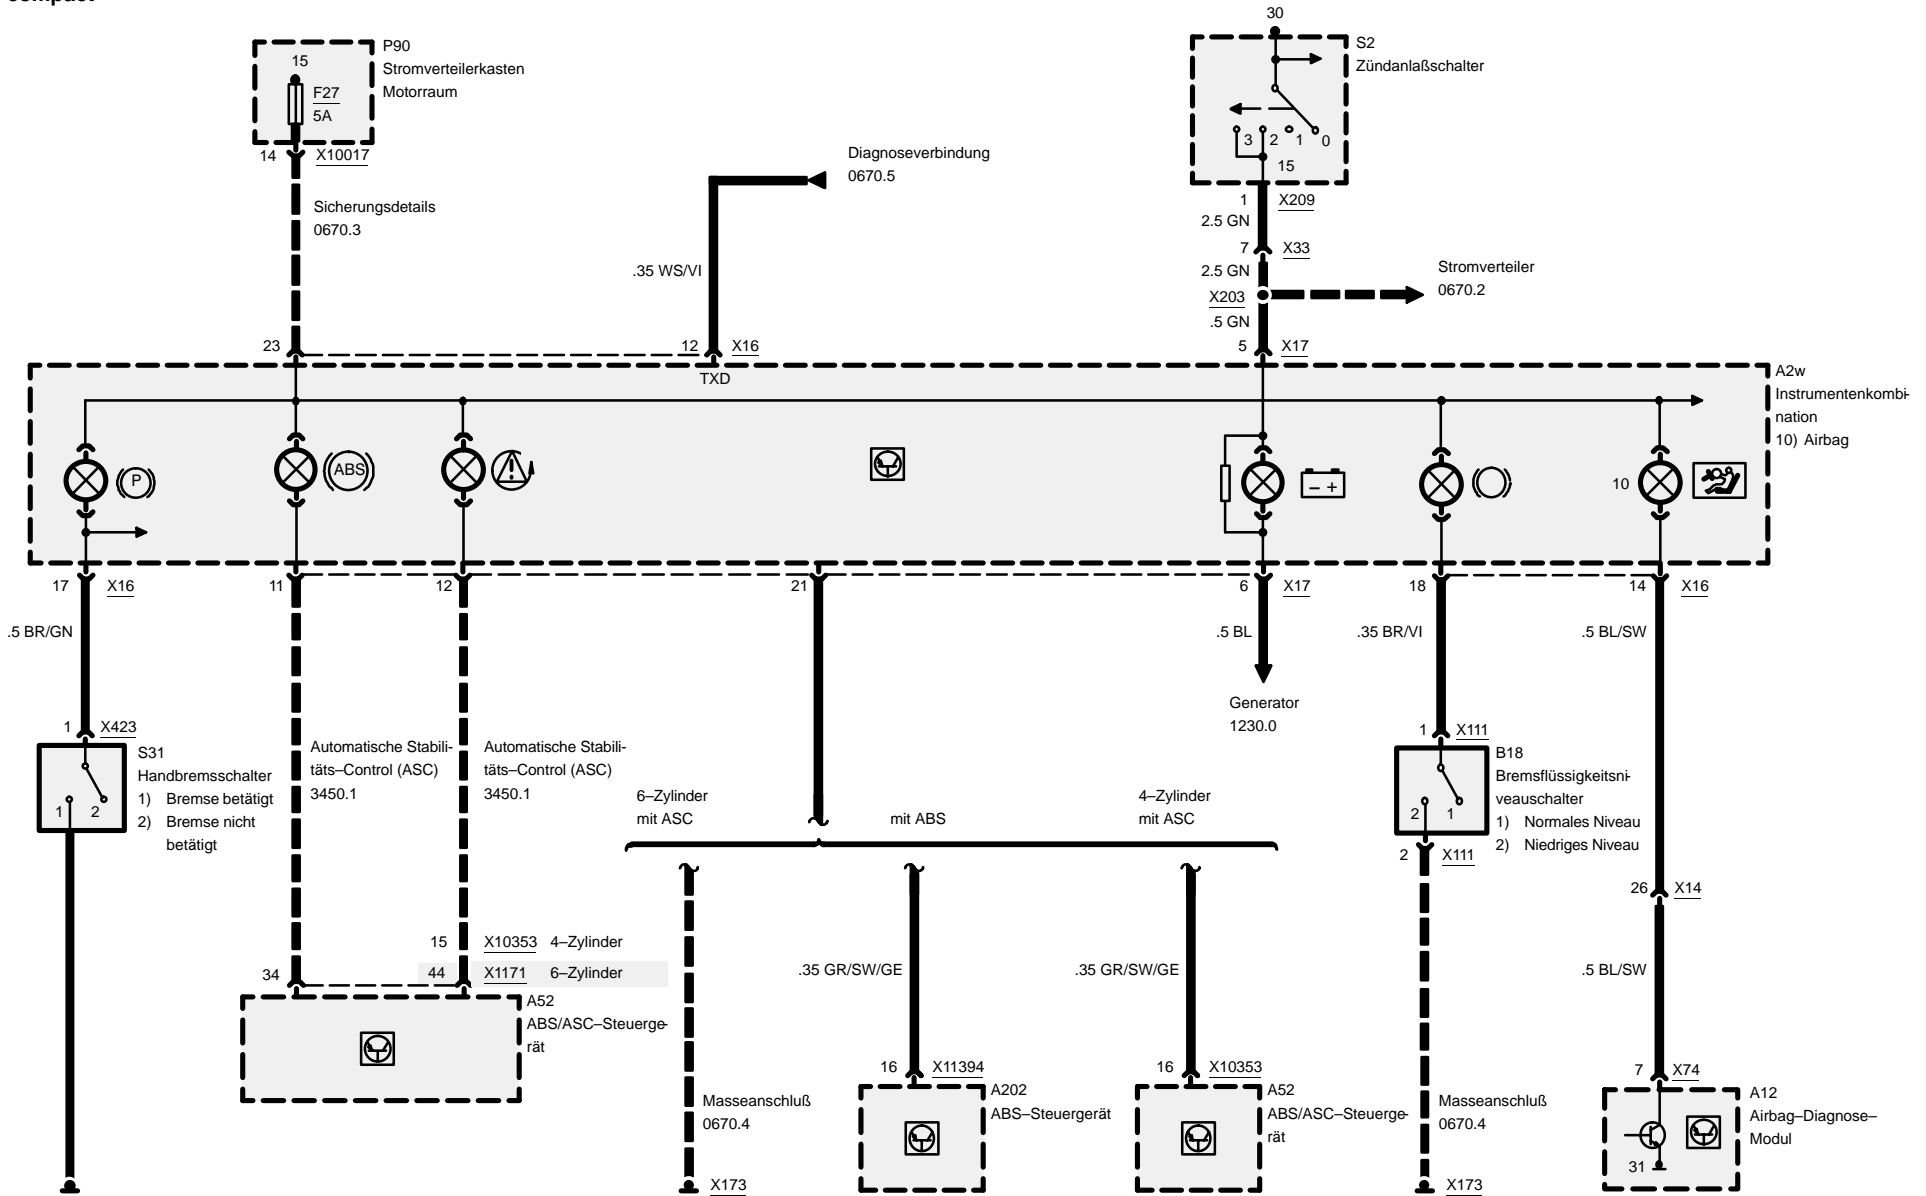 30
P90
Stromverteilerkasten
Motorraum
15
F27
5A
14 X10017
S2
Zündanlaßschalter
3 2 1 0
15
Diagnoseverbindung
0670.5
1 X209
2.5 GN
Sicherungsdetails
0670.3
7 X33
2.5 GN
.35 WS/VI
Stromverteiler
0670.2
X203
.5 GN
23
12 X16
5 X17
TXD
A2w
Instrumentenkombi-
nation
10) Airbag
P
ABS
– +
10
17 X16
11
12
21
6 X17
18
14 X16
.5 BR/GN
.5 BL
.35 BR/VI
.5 BL/SW
Generator
1230.0
1 X423
S31
Handbremsschalter
1) Bremse betätigt
2) Bremse nicht
betätigt
1 2
Automatische Stabili-
täts–Control (ASC)
3450.1
Automatische Stabili-
täts–Control (ASC)
3450.1
6–Zylinder
mit ASC
mit ABS
4–Zylinder
mit ASC
1 X111
B18
Bremsflüssigkeitsni-
veauschalter
1) Normales Niveau
2) Niedriges Niveau
2 1
2 X111
26 X14
15 X10353 4–Zylinder
34
44 X1171 6–Zylinder
.35 GR/SW/GE
.35 GR/SW/GE
.5 BL/SW
A52
ABS/ASC–Steuerge-
rät
16 X11394
16 X10353
7 X74
Masseanschluß
0670.4
A202
ABS–Steuergerät
A52
ABS/ASC–Steuerge-
rät
Masseanschluß
0670.4
A12
Airbag–Diagnose–
Modul
31
X173
X173